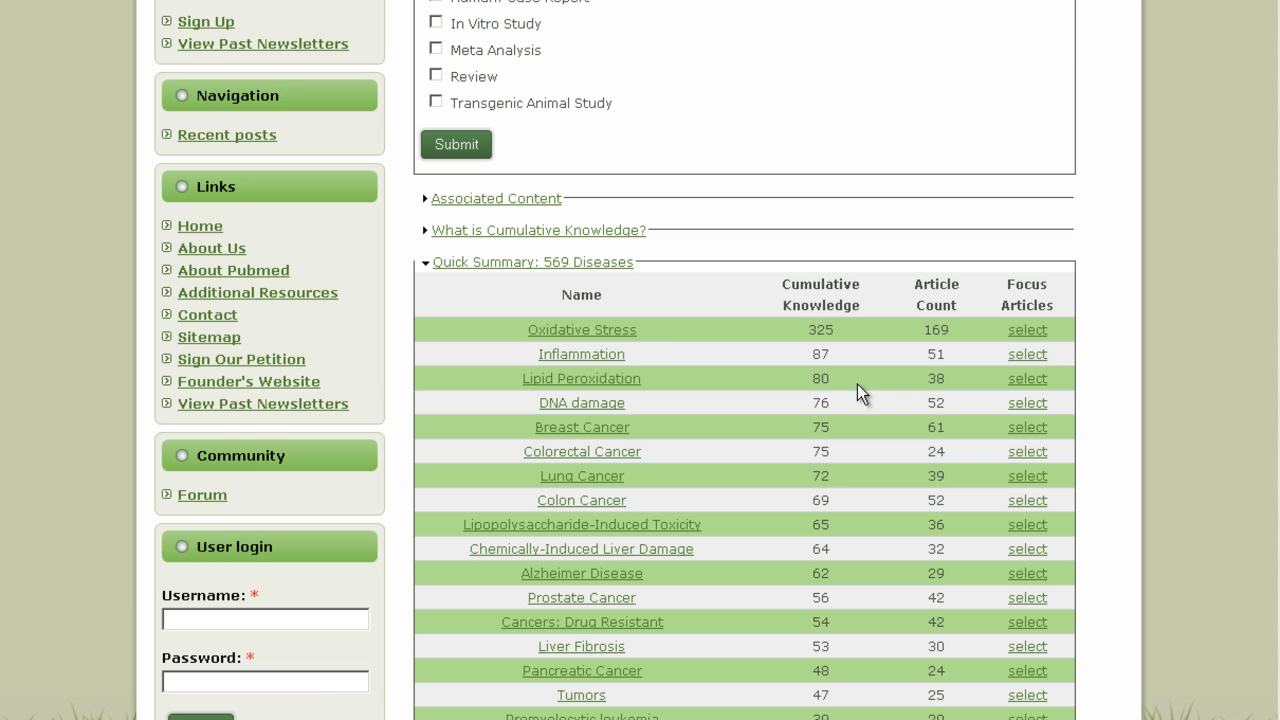 Sign Up
View Past Newsletters
Navigation
Recent posts
Links
Home
About Us
About Pubmed
Additional Resources
Contact
Sitemap
Sign Our Petition
Founder's Website
View Past Newsletters
Community
Forum
User login
Username: *
Password: *
In Vitro Study
Meta Analysis
Review
Transgenic Animal Study
Submit
Associated Content
What is Cumulative Knowledge?
Quick Summary: 569 Diseases
Name Cumulative Knowledge Article Count Focus Articles
Oxidative Stress 325 169 select
Inflammation 87 51 select
Lipid Peroxidation 80 38 select
DNA damage 76 52 select
Breast Cancer 75 61 select
Colorectal Cancer 75 24 select
Lung Cancer 72 39 select
Colon Cancer 69 52 select
Lipopolysaccharide-Induced Toxicity 65 36 select
Chemically-Induced Liver Damage 64 32 select
Alzheimer Disease 62 29 select
Prostate Cancer 56 42 select
Cancers: Drug Resistant 54 42 select
Liver Fibrosis 53 30 select
Pancreatic Cancer 48 24 select
Tumors 47 25 select